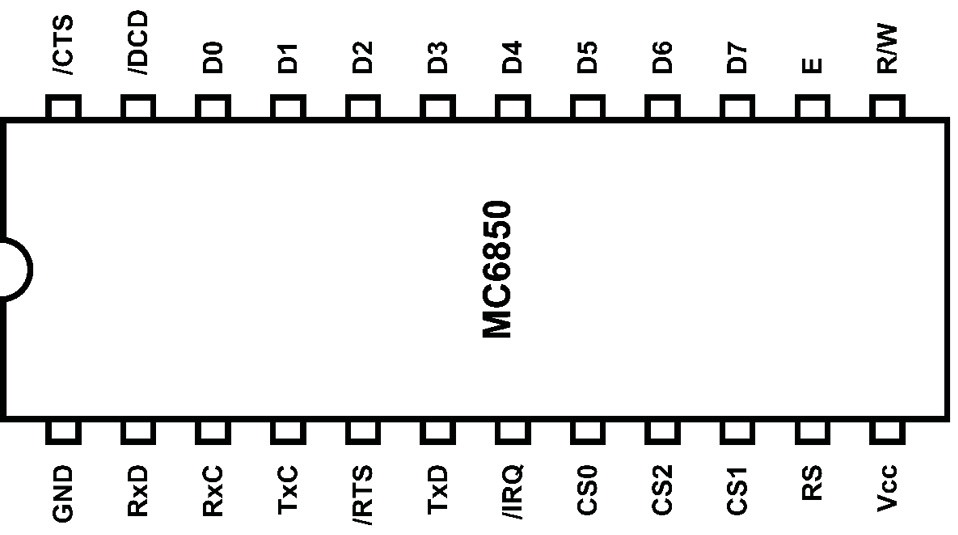 /CTS
/DCD
D0
D1
D2
D3
D4
D5
D6
D7
E
R/W
MC6850
GND
RxD
RxC
TxC
/RTS
TxD
/IRQ
CS0
CS2
CS1
RS
Vcc